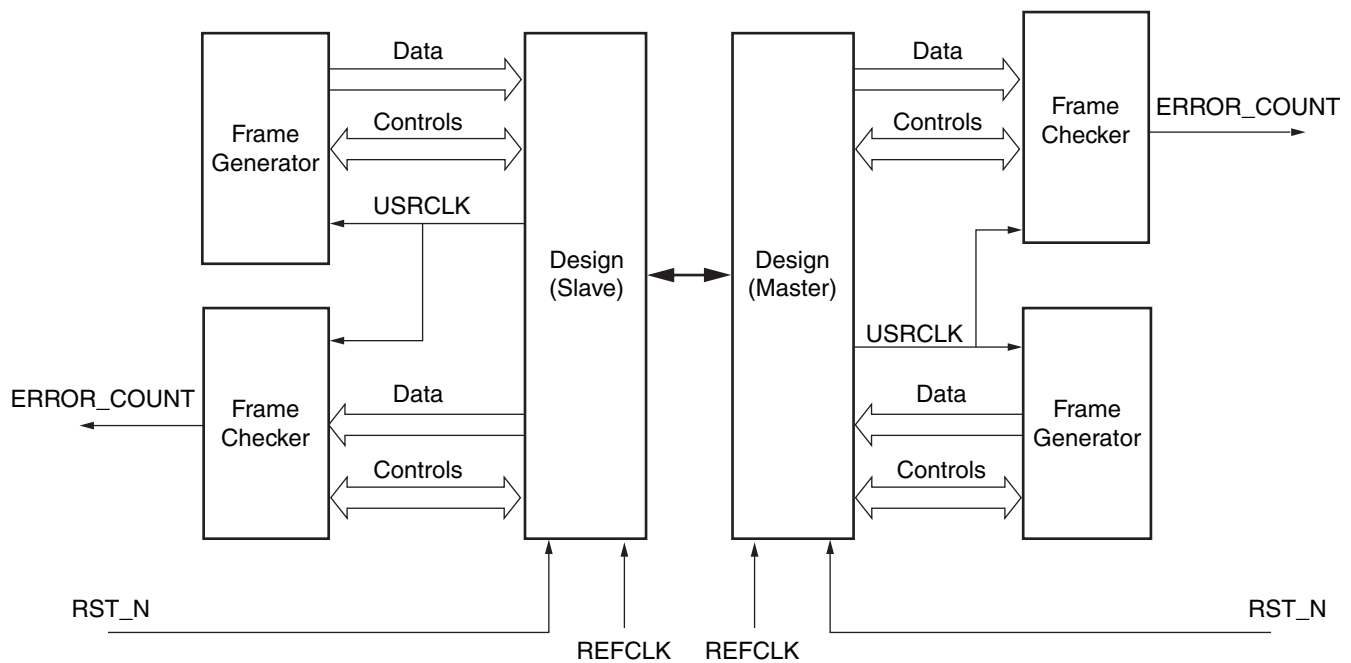 Data
Controls
Frame
Generator
USRCLK
Design
(Slave)
ERROR_COUNT
Frame
Checker
Data
Controls
RST_N
REFCLK
Data
Controls
Frame
Checker
ERROR_COUNT
Design
(Master)
USRCLK
Data
Frame
Generator
Controls
REFCLK
RST_N